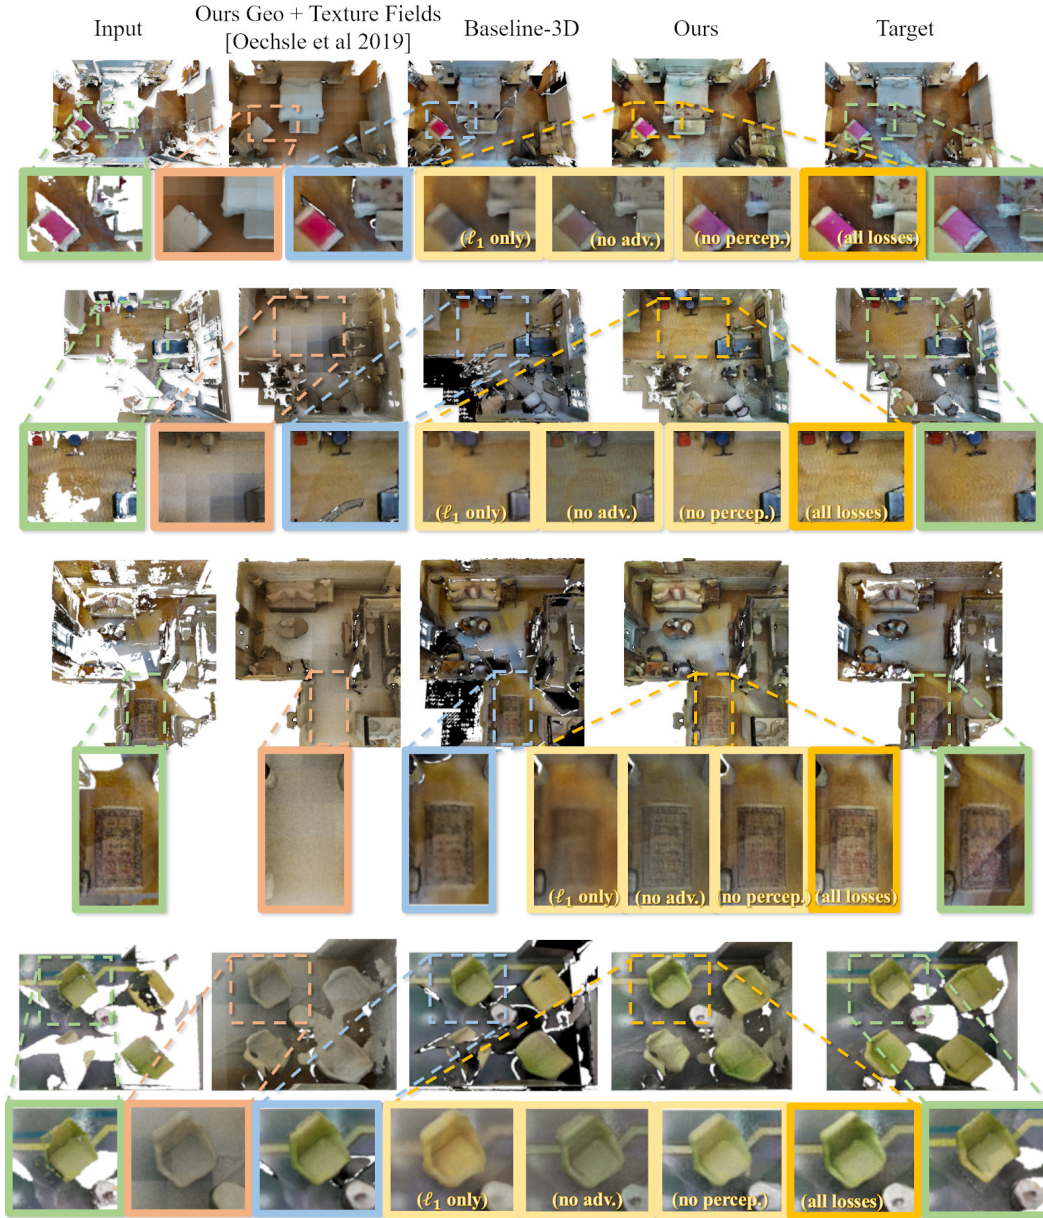 Input
Ours Geo + Texture Fields
[Oechsle et al 2019]
Baseline-3D
Ours
Target
(ℓ₁ only)
(no adv.)
(no percep.)
(all losses)
(ℓ₁ only)
(no adv.)
(no percep.)
(all losses)
(ℓ₁ only)
(no adv.)
(no percep.)
(all losses)
(ℓ₁ only)
(no adv.)
(no percep.)
(all losses)